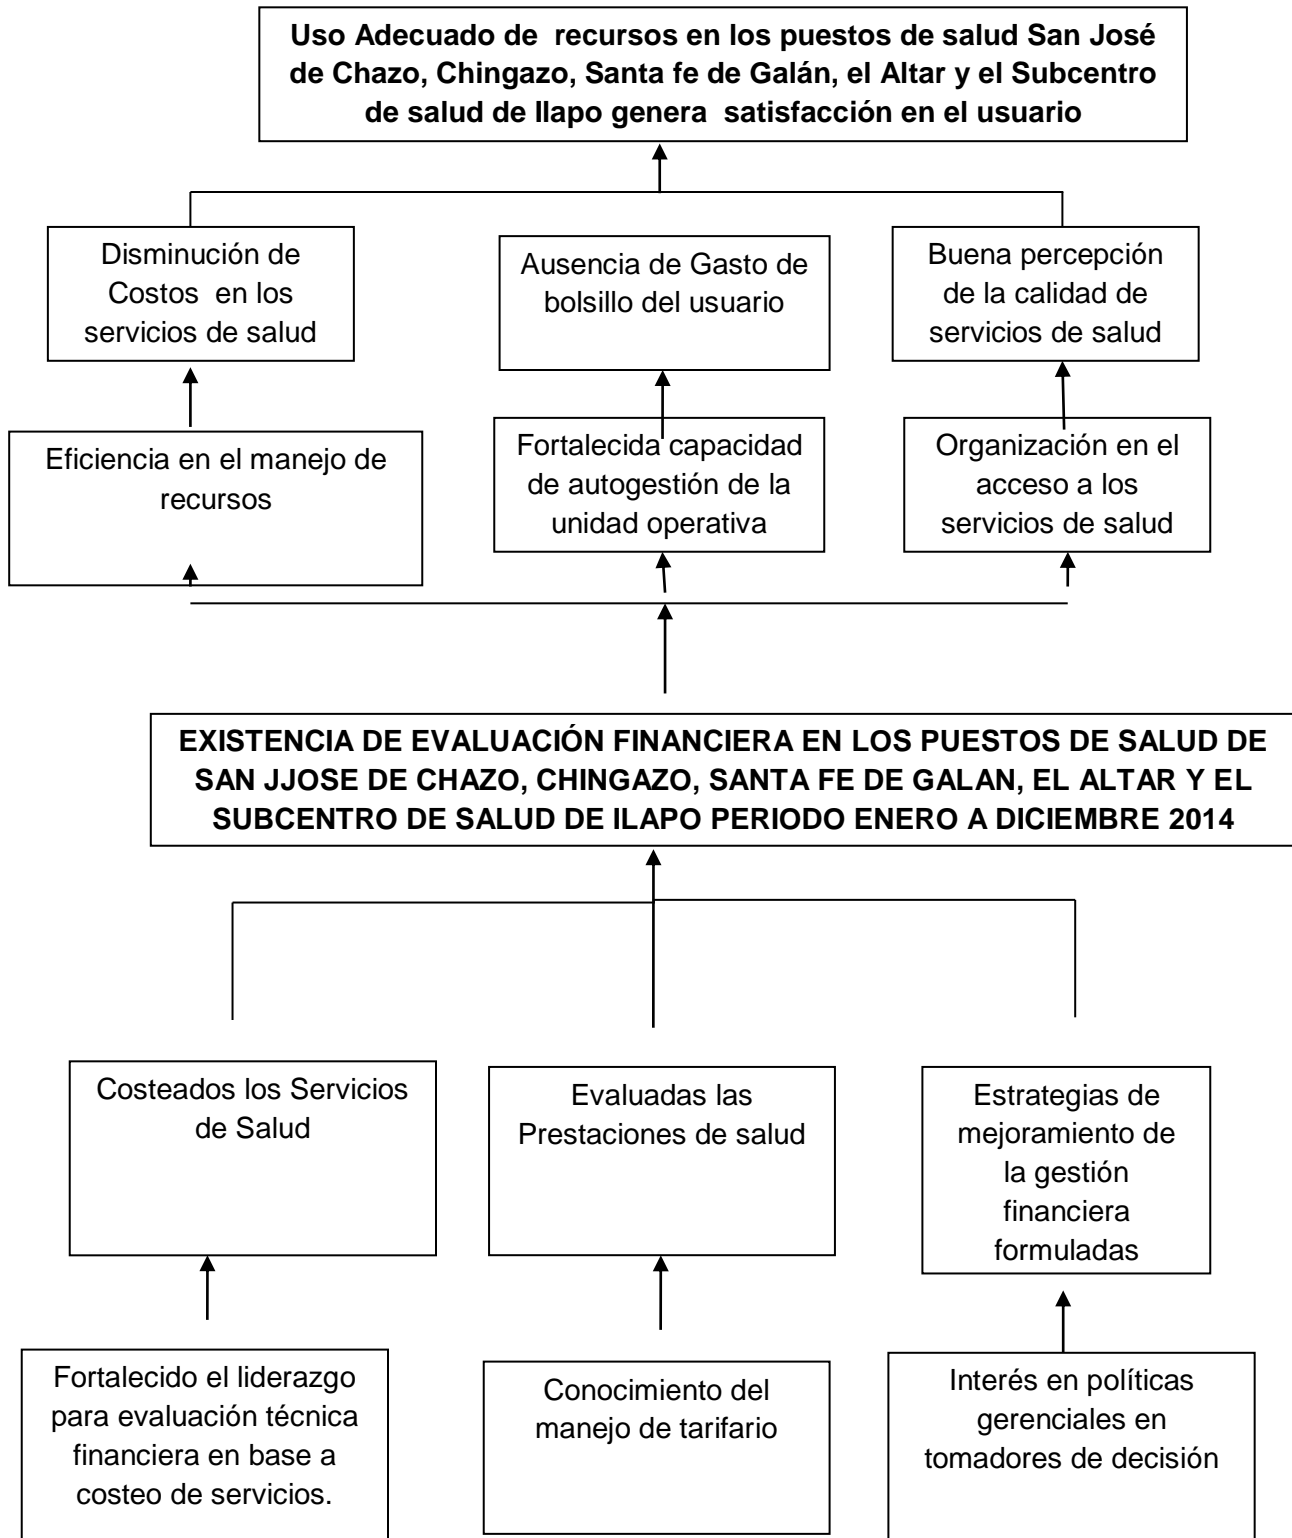 Uso Adecuado de recursos en los puestos de salud San José
de Chazo, Chingazo, Santa fe de Galán, el Altar y el Subcentro
de salud de Ilapo genera satisfacción en el usuario
Disminución de
Costos en los
servicios de salud
Ausencia de Gasto de
bolsillo del usuario
Buena percepción
de la calidad de
servicios de salud
Eficiencia en el manejo de
recursos
Fortalecida capacidad
de autogestión de la
unidad operativa
Organización en el
acceso a los
servicios de salud
EXISTENCIA DE EVALUACIÓN FINANCIERA EN LOS PUESTOS DE SALUD DE
SAN JJOSE DE CHAZO, CHINGAZO, SANTA FE DE GALAN, EL ALTAR Y EL
SUBCENTRO DE SALUD DE ILAPO PERIODO ENERO A DICIEMBRE 2014
Costeados los Servicios
de Salud
Evaluadas las
Prestaciones de salud
Estrategias de
mejoramiento de
la gestión
financiera
formuladas
Fortalecido el liderazgo
para evaluación técnica
financiera en base a
costeo de servicios.
Conocimiento del
manejo de tarifario
Interés en políticas
gerenciales en
tomadores de decisión